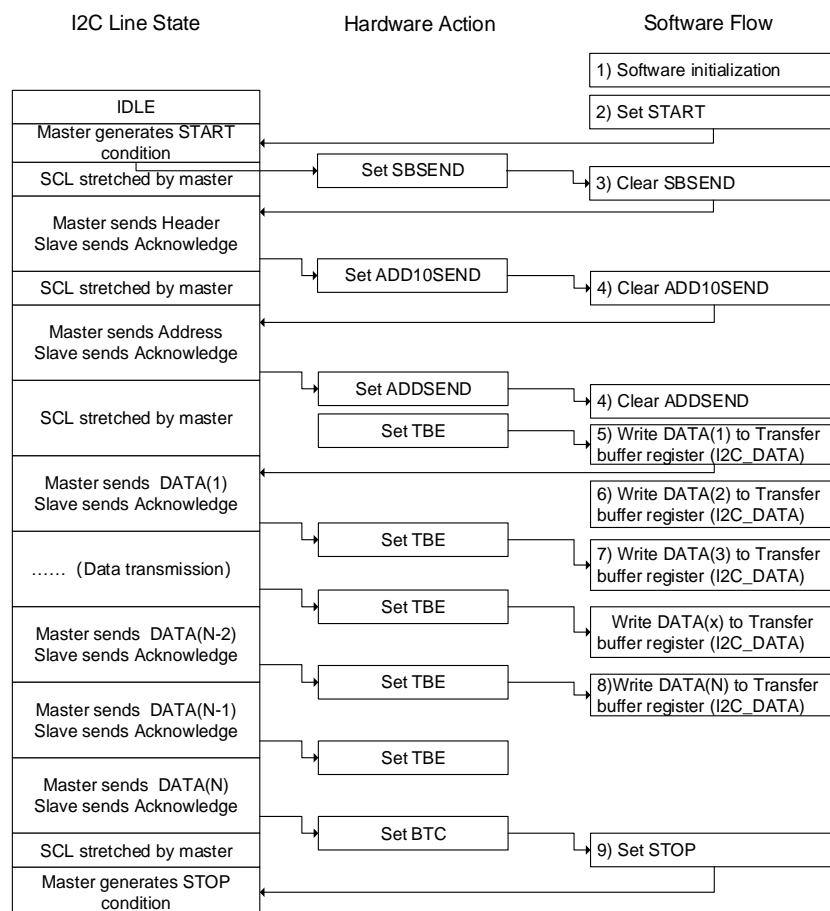 I2C Line State
Hardware Action
Software Flow
1) Software initialization
IDLE
2) Set START
Master generates START
condition
SCL stretched by master
Set SBSEND
3) Clear SBSEND
Master sends Header
Slave sends Acknowledge
Set ADD10SEND
SCL stretched by master
4) Clear ADD10SEND
Master sends Address
Slave sends Acknowledge
Set ADDSEND
4) Clear ADDSEND
SCL stretched by master
Set TBE
5) Write DATA(1) to Transfer
buffer register (I2C_DATA)
Master sends DATA(1)
Slave sends Acknowledge
6) Write DATA(2) to Transfer
buffer register (I2C_DATA)
Set TBE
7) Write DATA(3) to Transfer
buffer register (I2C_DATA)
…… (Data transmission)
Set TBE
Write DATA(x) to Transfer
buffer register (I2C_DATA)
Master sends DATA(N-2)
Slave sends Acknowledge
Set TBE
8)Write DATA(N) to Transfer
buffer register (I2C_DATA)
Master sends DATA(N-1)
Slave sends Acknowledge
Set TBE
Master sends DATA(N)
Slave sends Acknowledge
Set BTC
SCL stretched by master
9) Set STOP
Master generates STOP
condition